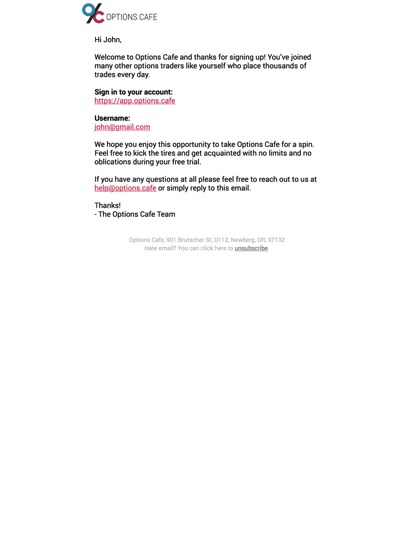 OPTIONS CAFE
Hi John,
Welcome to Options Cafe and thanks for signing up! You've joined
many other options traders like yourself who place thousands of
trades every day.
Sign in to your account:
https://app.options.cafe
Username:
john@gmail.com
We hope you enjoy this opportunity to take Options Cafe for a spin.
Feel free to kick the tires and get acquainted with no limits and no
oblications during your free trial.
If you have any questions at all please feel free to reach out to us at
help@options.cafe or simply reply to this email.
Thanks!
- The Options Cafe Team
Options Cafe, 901 Brutscher St, D112, Newberg, OR, 97132
Hate email? You can click here to unsubscribe.